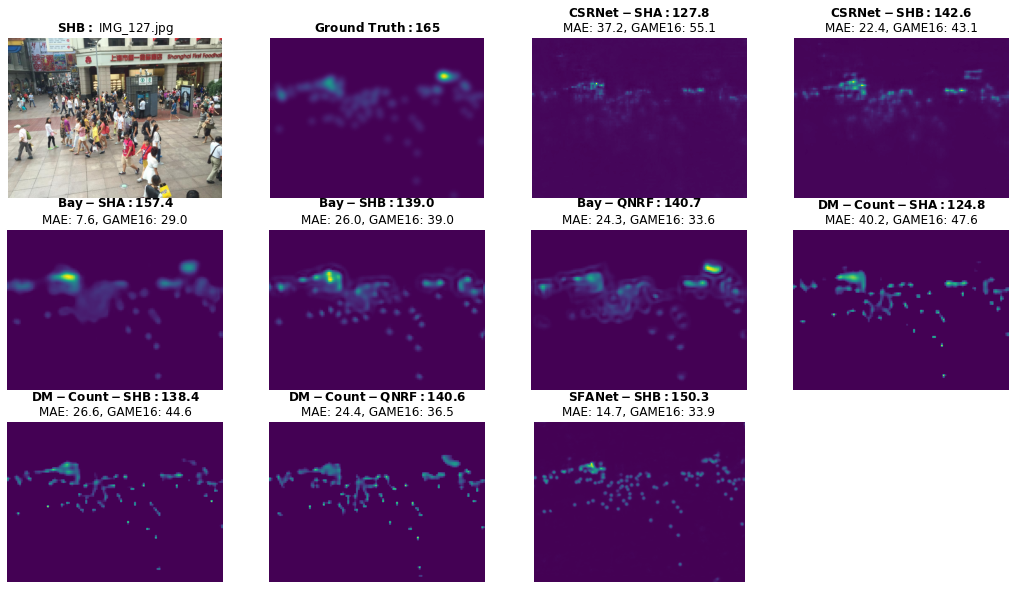 SHB: IMG_127.jpg
Ground Truth: 165
CSRNet − SHA: 127.8
MAE: 37.2, GAME16: 55.1
CSRNet − SHB: 142.6
MAE: 22.4, GAME16: 43.1
Shanghai
Bay − SHA: 157.4
MAE: 7.6, GAME16: 29.0
Bay − SHB: 139.0
MAE: 26.0, GAME16: 39.0
Bay − QNRF: 140.7
MAE: 24.3, GAME16: 33.6
DM − Count − SHA: 124.8
MAE: 40.2, GAME16: 47.6
DM − Count − SHB: 138.4
MAE: 26.6, GAME16: 44.6
DM − Count − QNRF: 140.6
MAE: 24.4, GAME16: 36.5
SFANet − SHB: 150.3
MAE: 14.7, GAME16: 33.9